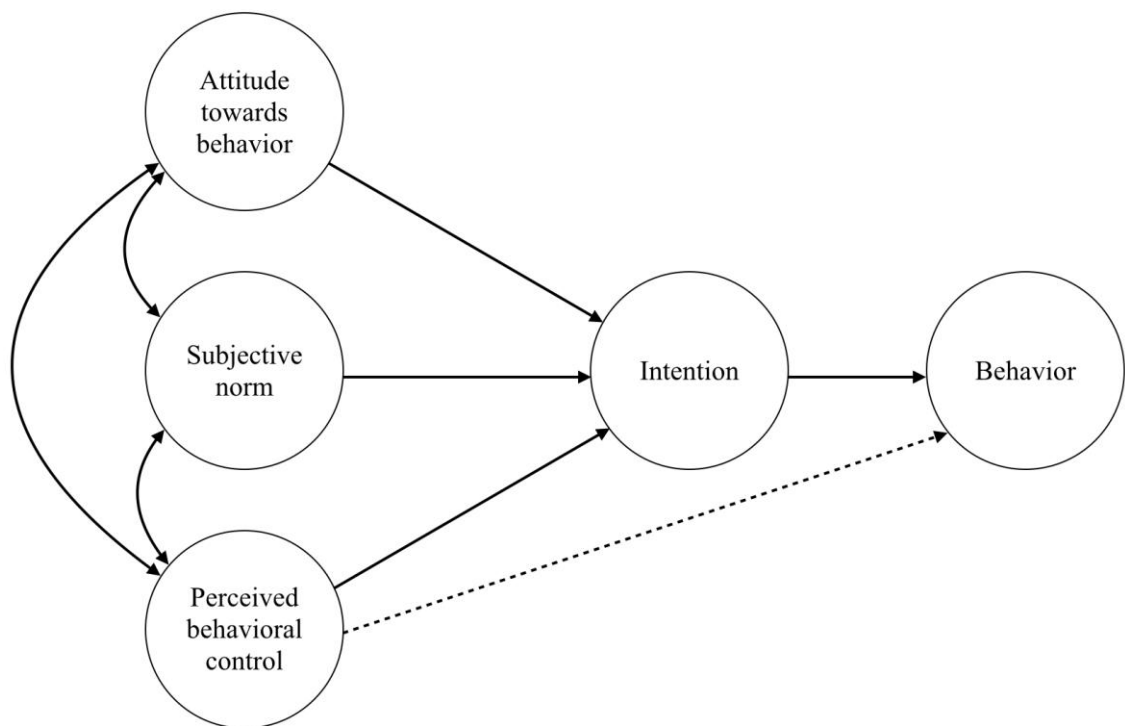 Attitude
towards
behavior
Subjective
norm
Intention
Behavior
Perceived
behavioral
control